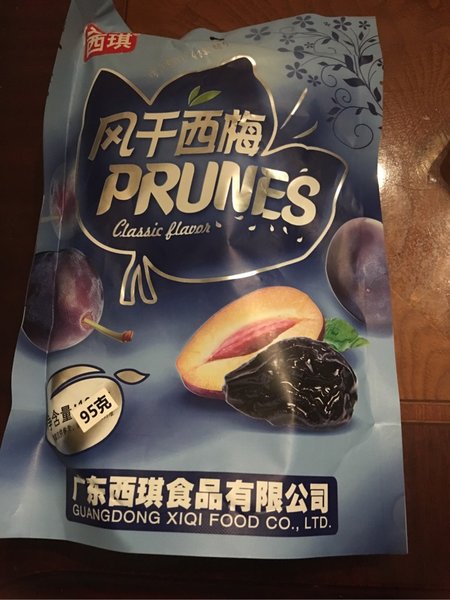 西琪
风干西梅
PRUNES
Classic flavor
净含量
95克
广东西琪食品有限公司
GUANGDONG XIQI FOOD CO., LTD.